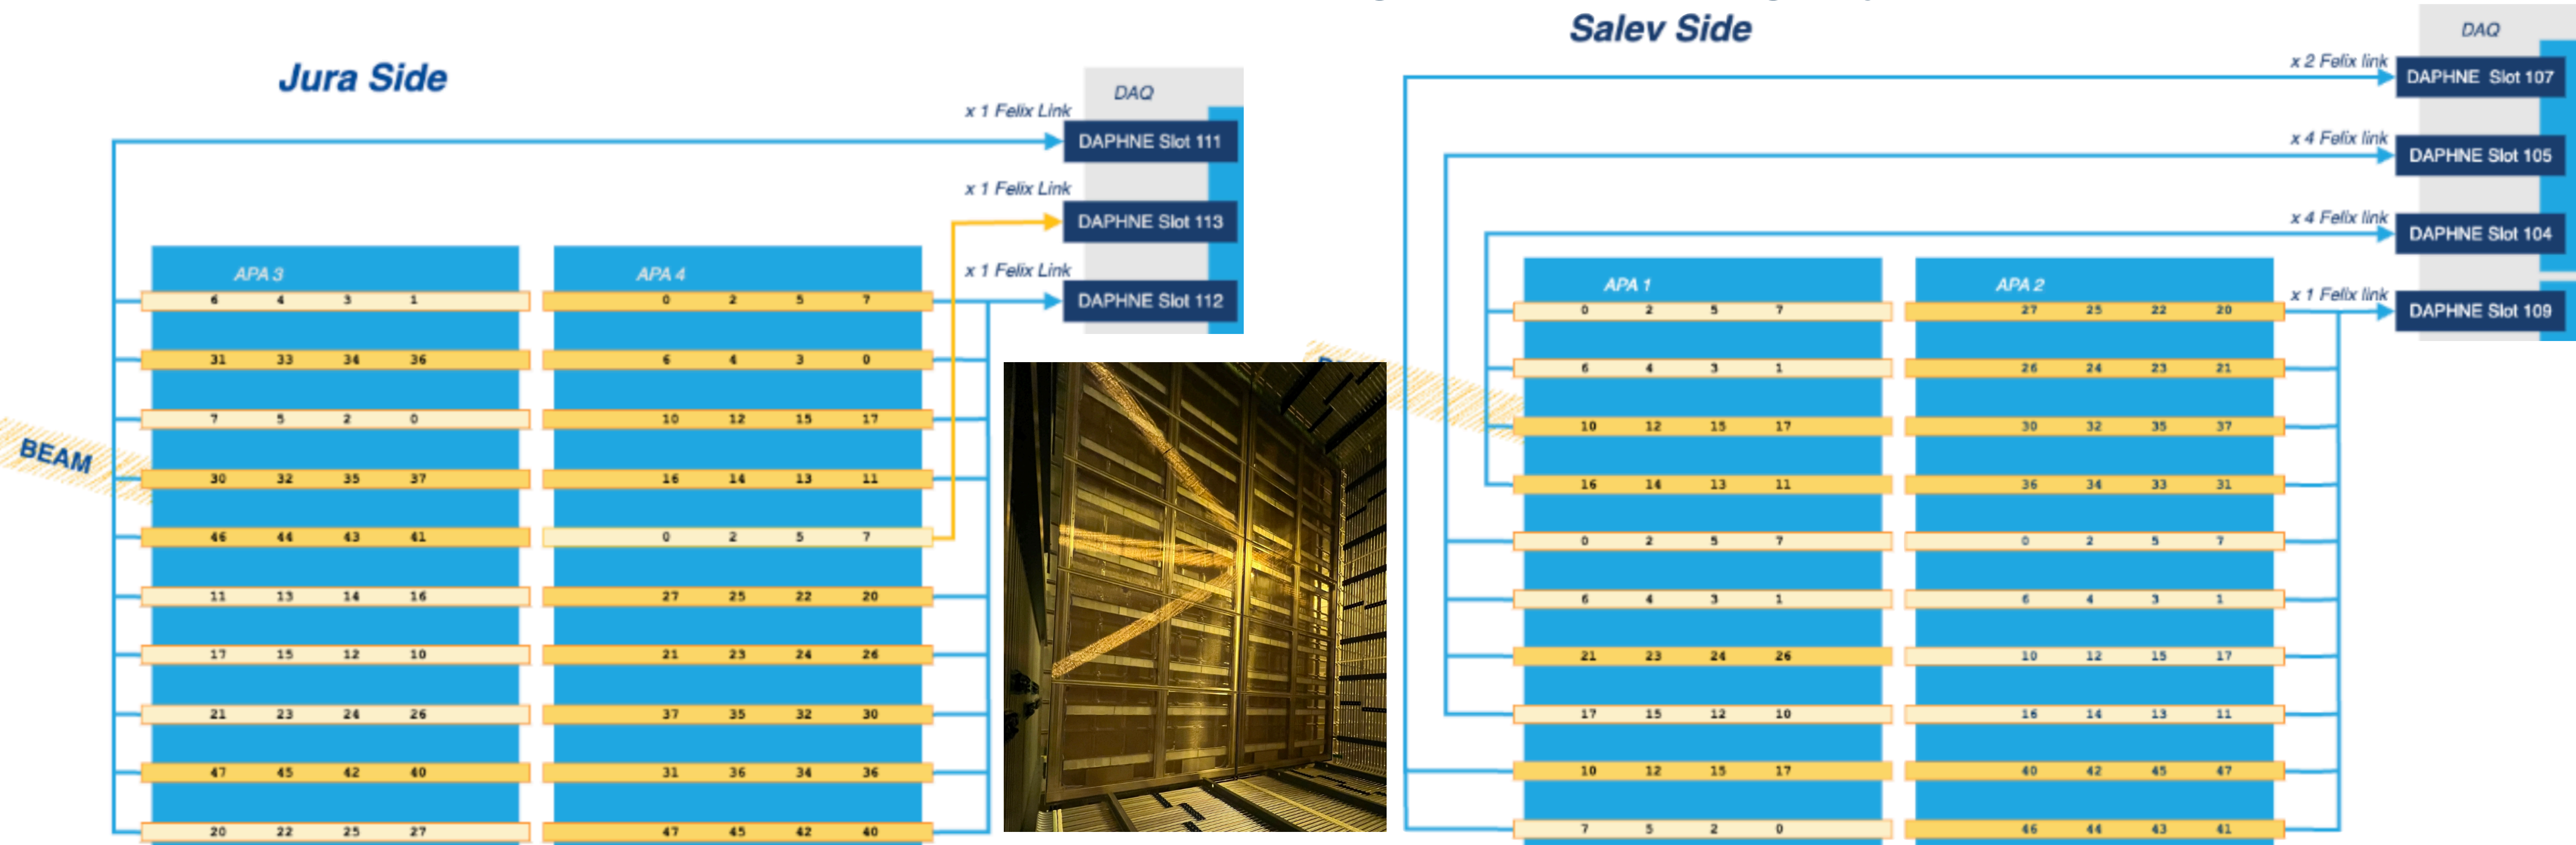 Jura Side
DAQ
x 1 Felix Link
DAPHNE Slot 111
x 1 Felix Link
DAPHNE Slot 113
x 1 Felix Link
DAPHNE Slot 112
BEAM
APA 3
6 4 3 1
31 33 34 36
7 5 2 0
30 32 35 37
46 44 43 41
11 13 14 16
17 15 12 10
21 23 24 26
47 45 42 40
20 22 25 27
APA 4
0 2 5 7
6 4 3 0
10 12 15 17
16 14 13 11
0 2 5 7
27 25 22 20
21 23 24 26
37 35 32 30
31 36 34 36
47 45 42 40
Salev Side
DAQ
x 2 Felix link
DAPHNE Slot 107
x 4 Felix link
DAPHNE Slot 105
x 4 Felix link
DAPHNE Slot 104
x 1 Felix link
DAPHNE Slot 109
APA 1
0 2 5 7
6 4 3 1
10 12 15 17
16 14 13 11
0 2 5 7
6 4 3 1
21 23 24 26
17 15 12 10
10 12 15 17
7 5 2 0
APA 2
27 25 22 20
26 24 23 21
30 32 35 37
36 34 33 31
0 2 5 7
6 4 3 1
10 12 15 17
16 14 13 11
40 42 45 47
46 44 43 41